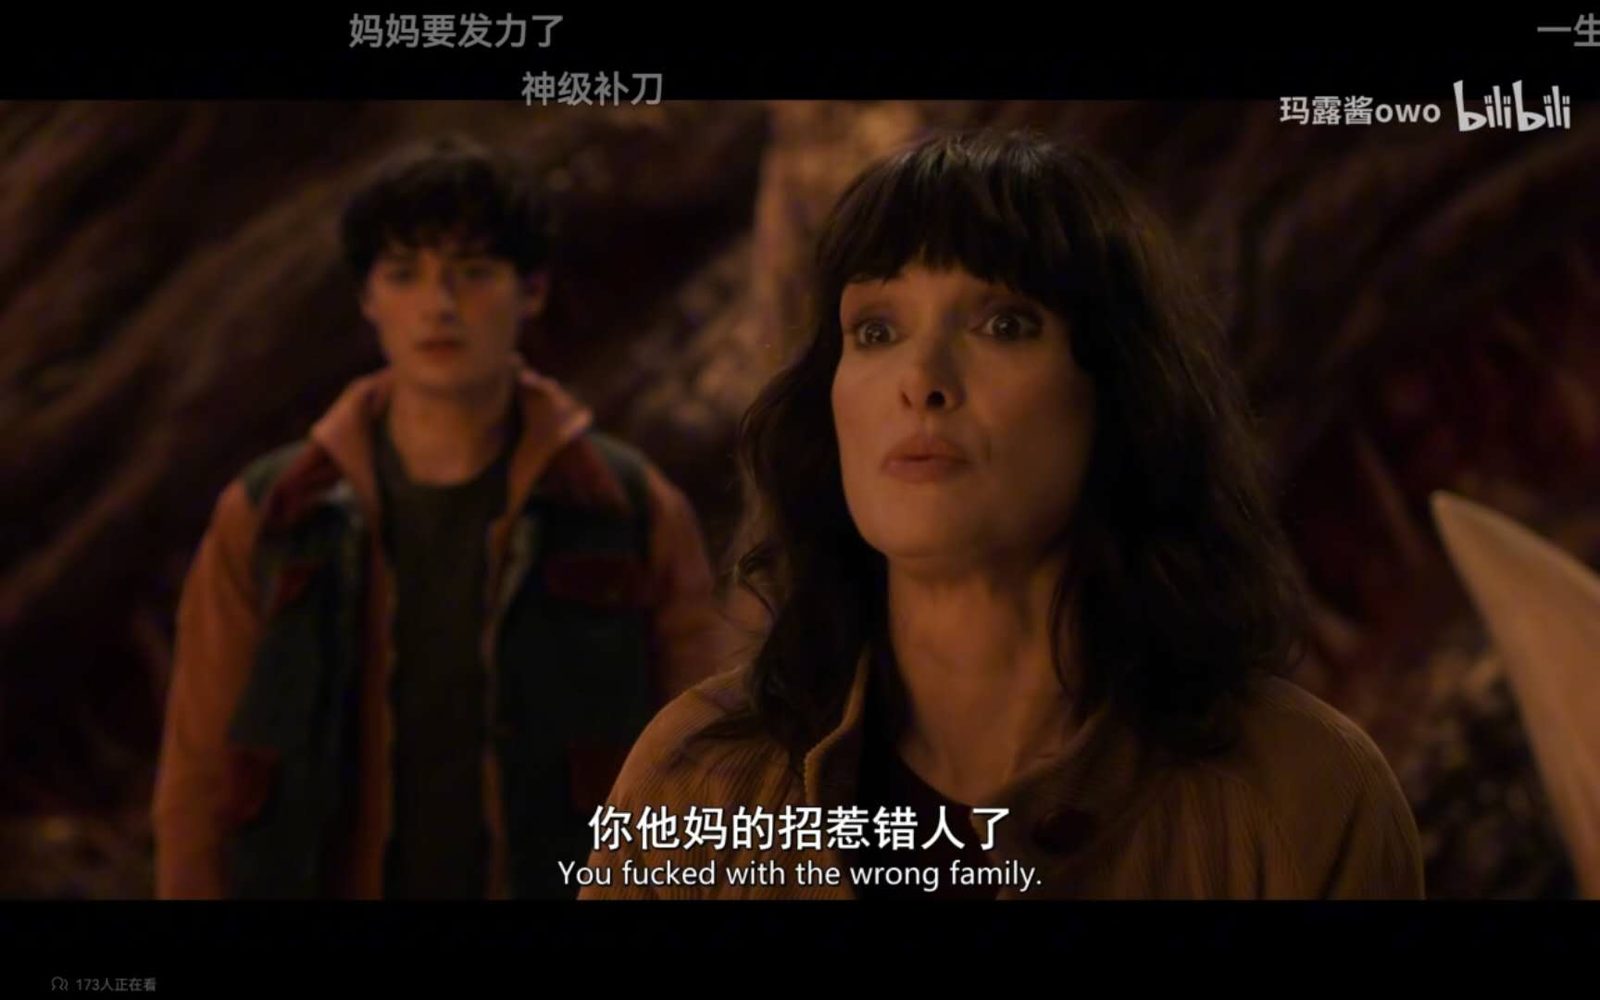 妈妈要发力了
一生
神级补刀
玛露酱owo bilibili
你他妈的招惹错人了
You fucked with the wrong family.
173人正在看